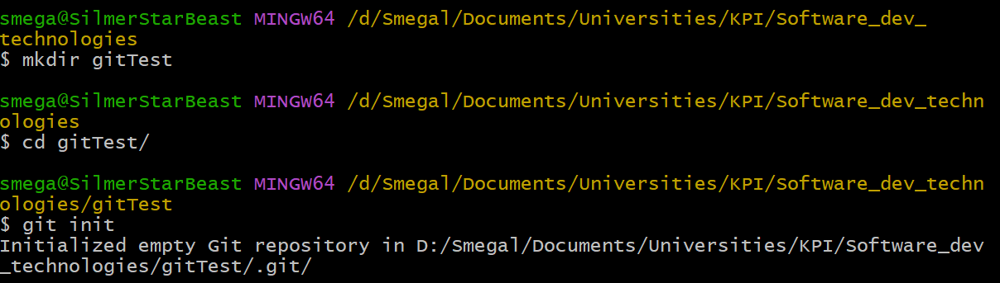 smega@SilmerStarBeast MINGW64 /d/Smegal/Documents/Universities/KPI/Software_dev_
technologies
$ mkdir gitTest
smega@SilmerStarBeast MINGW64 /d/Smegal/Documents/Universities/KPI/Software_dev_techn
ologies
$ cd gitTest/
smega@SilmerStarBeast MINGW64 /d/Smegal/Documents/Universities/KPI/Software_dev_techn
ologies/gitTest
$ git init
Initialized empty Git repository in D:/Smegal/Documents/Universities/KPI/Software_dev
_technologies/gitTest/.git/